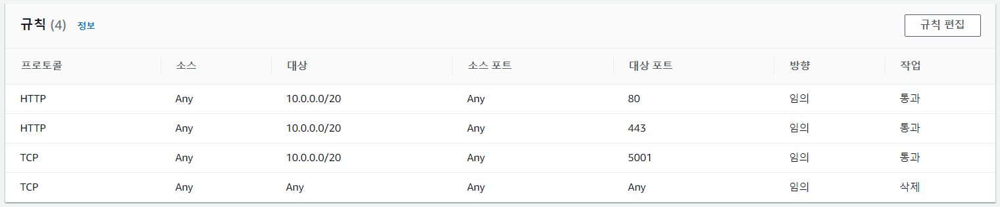 규칙 (4) 정보 규칙 편집
프로토콜 소스 대상 소스 포트 대상 포트 방향 작업
HTTP Any 10.0.0.0/20 Any 80 임의 통과
HTTP Any 10.0.0.0/20 Any 443 임의 통과
TCP Any 10.0.0.0/20 Any 5001 임의 통과
TCP Any Any Any Any 임의 삭제